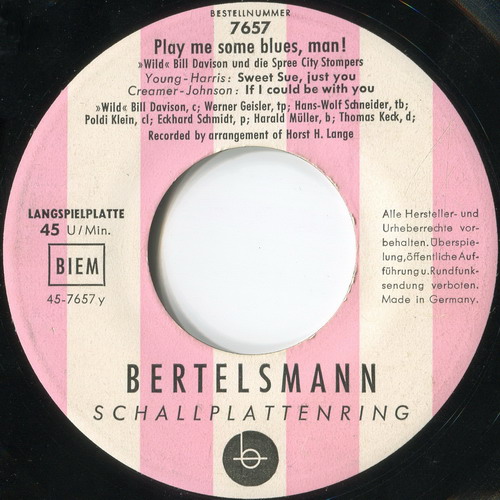 BESTELLNUMMER
7657
Play me some blues, man!
»Wild« Bill Davison und die Spree City Stompers
Young-Harris: Sweet Sue, just you
Creamer-Johnson: If I could be with you
»Wild« Bill Davison, c; Werner Geisler, tp; Hans-Wolf Schneider, tb;
Poldi Klein, cl; Eckhard Schmidt, p; Harald Müller, b; Thomas Keck, d;
Recorded by arrangement of Horst H. Lange
LANGSPIELPLATTE
45 U/Min.
BIEM
45-7657 y
Alle Hersteller- und
Urheberrechte vor-
behalten. Überspie-
lung, öffentliche Auf-
führung u. Rundfunk-
sendung verboten.
Made in Germany.
BERTELSMANN
SCHALLPLATTENRING
b